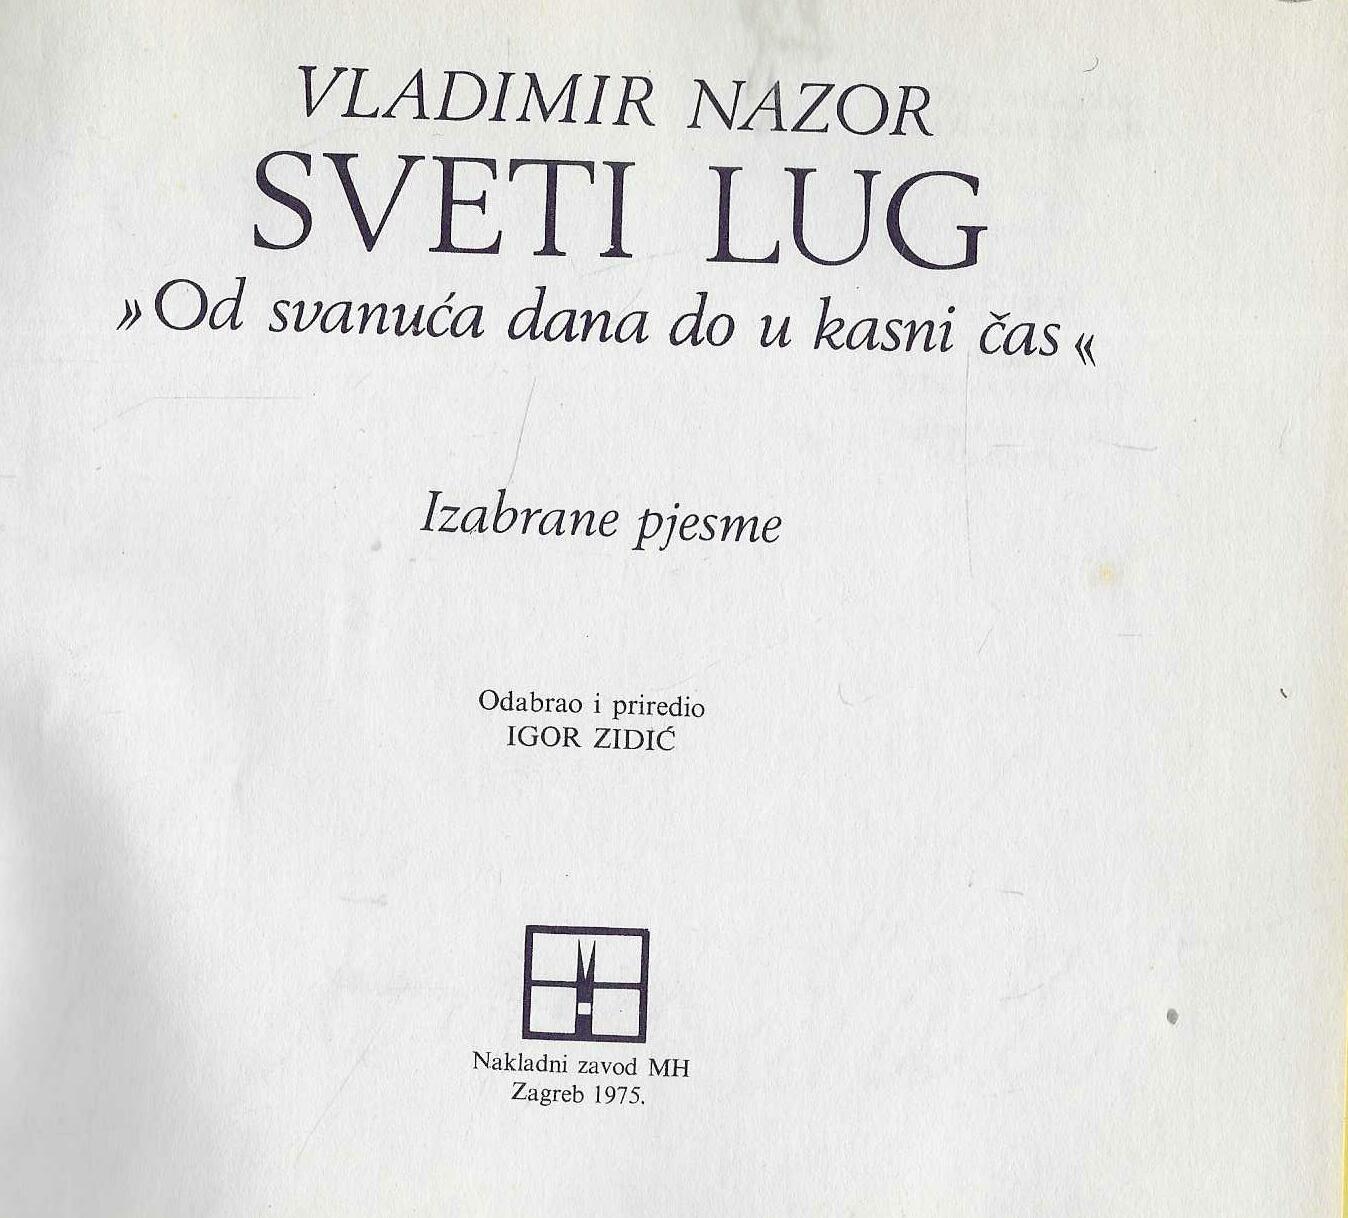 VLADIMIR NAZOR
SVETI LUG
»Od svanuća dana do u kasni čas«
Izabrane pjesme
Odabrao i priredio
IGOR ZIDIĆ
Nakladni zavod MH
Zagreb 1975.